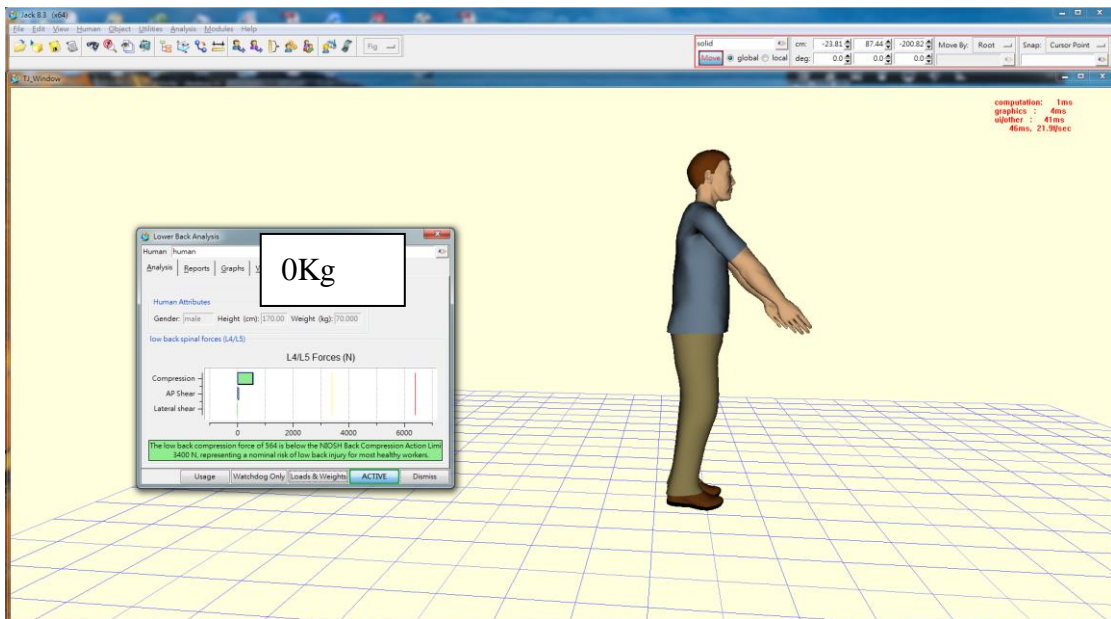 Jack 8.3 (x64)
File Edit View Human Object Utilities Analysis Modules Help
Fig
solid cm: -23.81 87.44 -200.82 Move By: Root Snap: Cursor Point
Move global local deg: 0.0 0.0 0.0
TJ_Window
computation: 1ms
graphics : 4ms
ui/other : 41ms
46ms, 21.9f/sec
Lower Back Analysis
Human human
Analysis Reports Graphs
0Kg
Human Attributes
Gender: male Height (cm): 170.00 Weight (kg): 70.000
low back spinal forces (L4/L5)
L4/L5 Forces (N)
Compression
AP Shear
Lateral shear
0 2000 4000 6000
The low back compression force of 564 is below the NIOSH Back Compression Action Limi
3400 N, representing a nominal risk of low back injury for most healthy workers.
Usage Watchdog Only Loads & Weights ACTIVE Dismiss